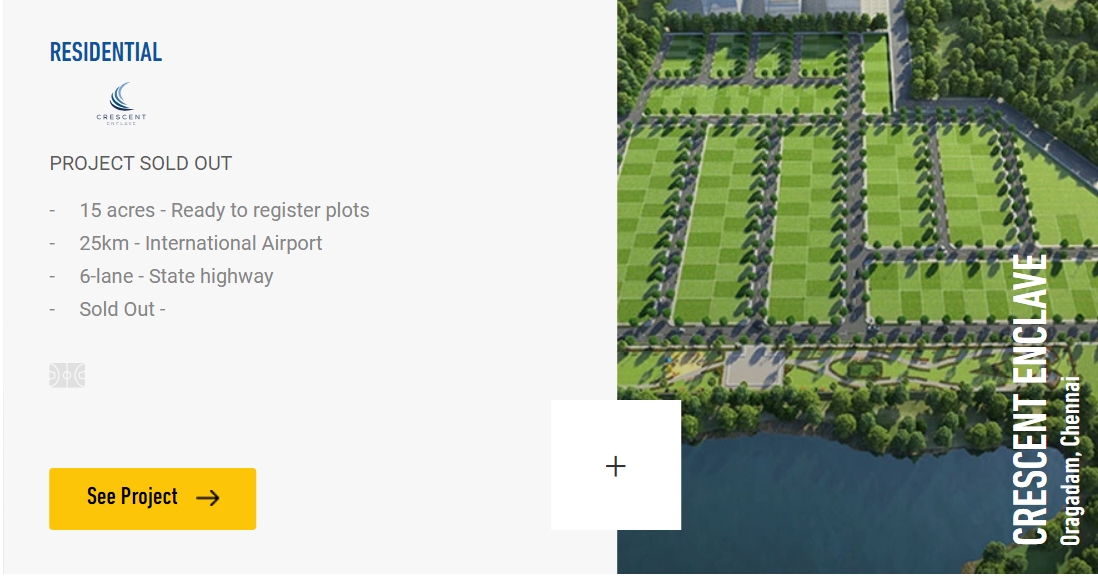 RESIDENTIAL
CRESCENT
ENCLAVE
PROJECT SOLD OUT
- 15 acres - Ready to register plots
- 25km - International Airport
- 6-lane - State highway
- Sold Out -
See Project →
+
CRESCENT ENCLAVE
Oragadam, Chennai